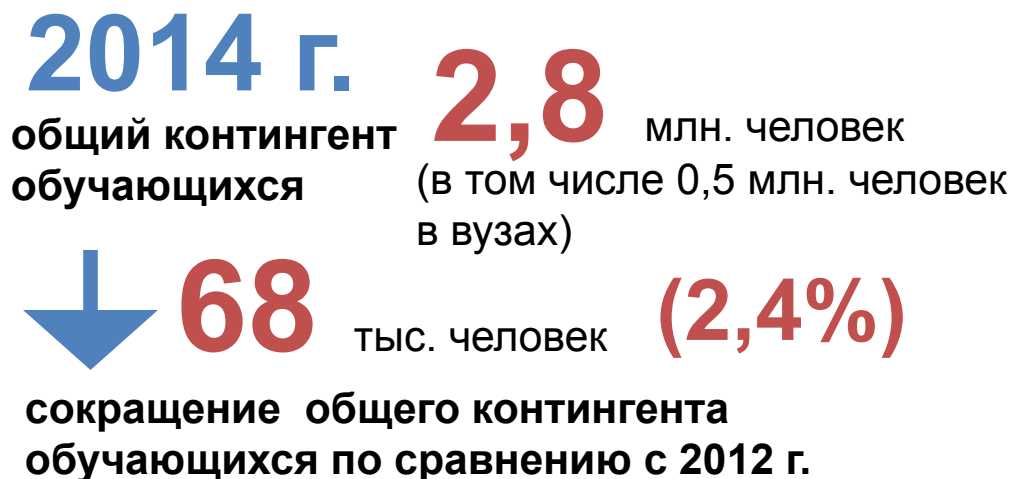 2014 г.
общий контингент
обучающихся
2,8 млн. человек
(в том числе 0,5 млн. человек
в вузах)
68 тыс. человек (2,4%)
сокращение общего контингента
обучающихся по сравнению с 2012 г.